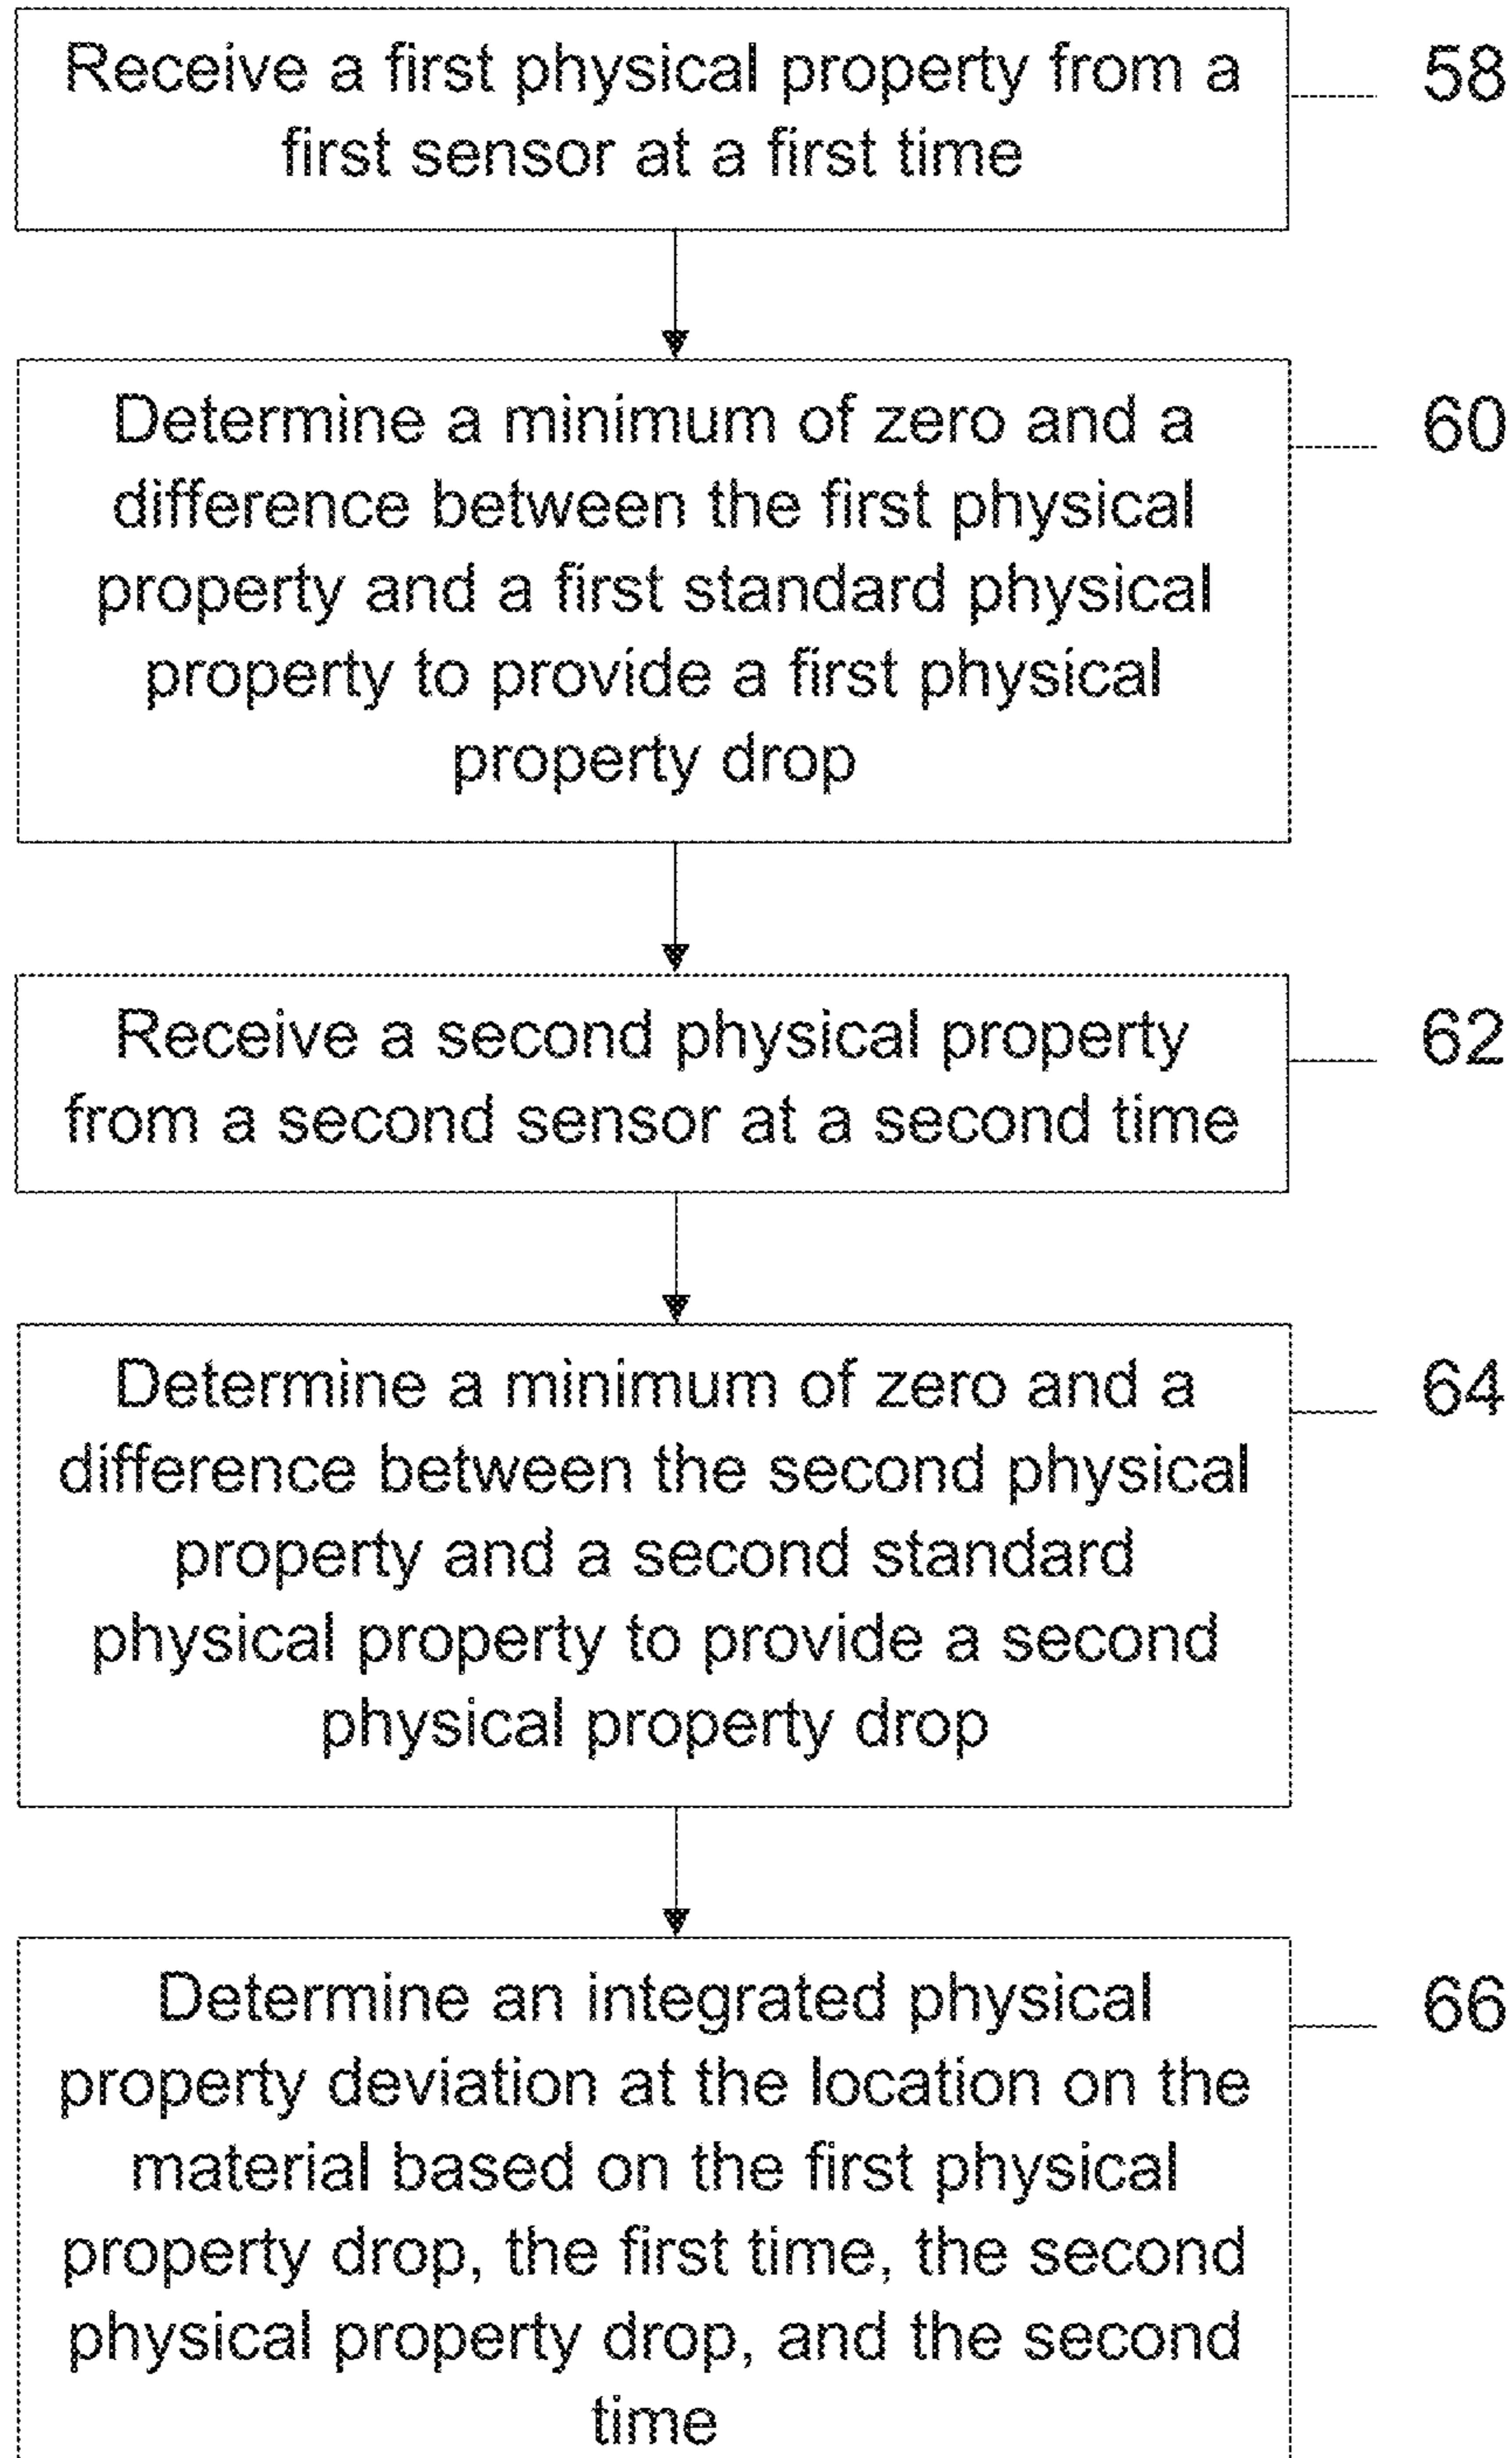 Receive a first physical property from a
first sensor at a first time
58
Determine a minimum of zero and a
difference between the first physical
property and a first standard physical
property to provide a first physical
property drop
60
Receive a second physical property
from a second sensor at a second time
62
Determine a minimum of zero and a
difference between the second physical
property and a second standard
physical property to provide a second
physical property drop
64
Determine an integrated physical
property deviation at the location on the
material based on the first physical
property drop, the first time, the second
physical property drop, and the second
time
66